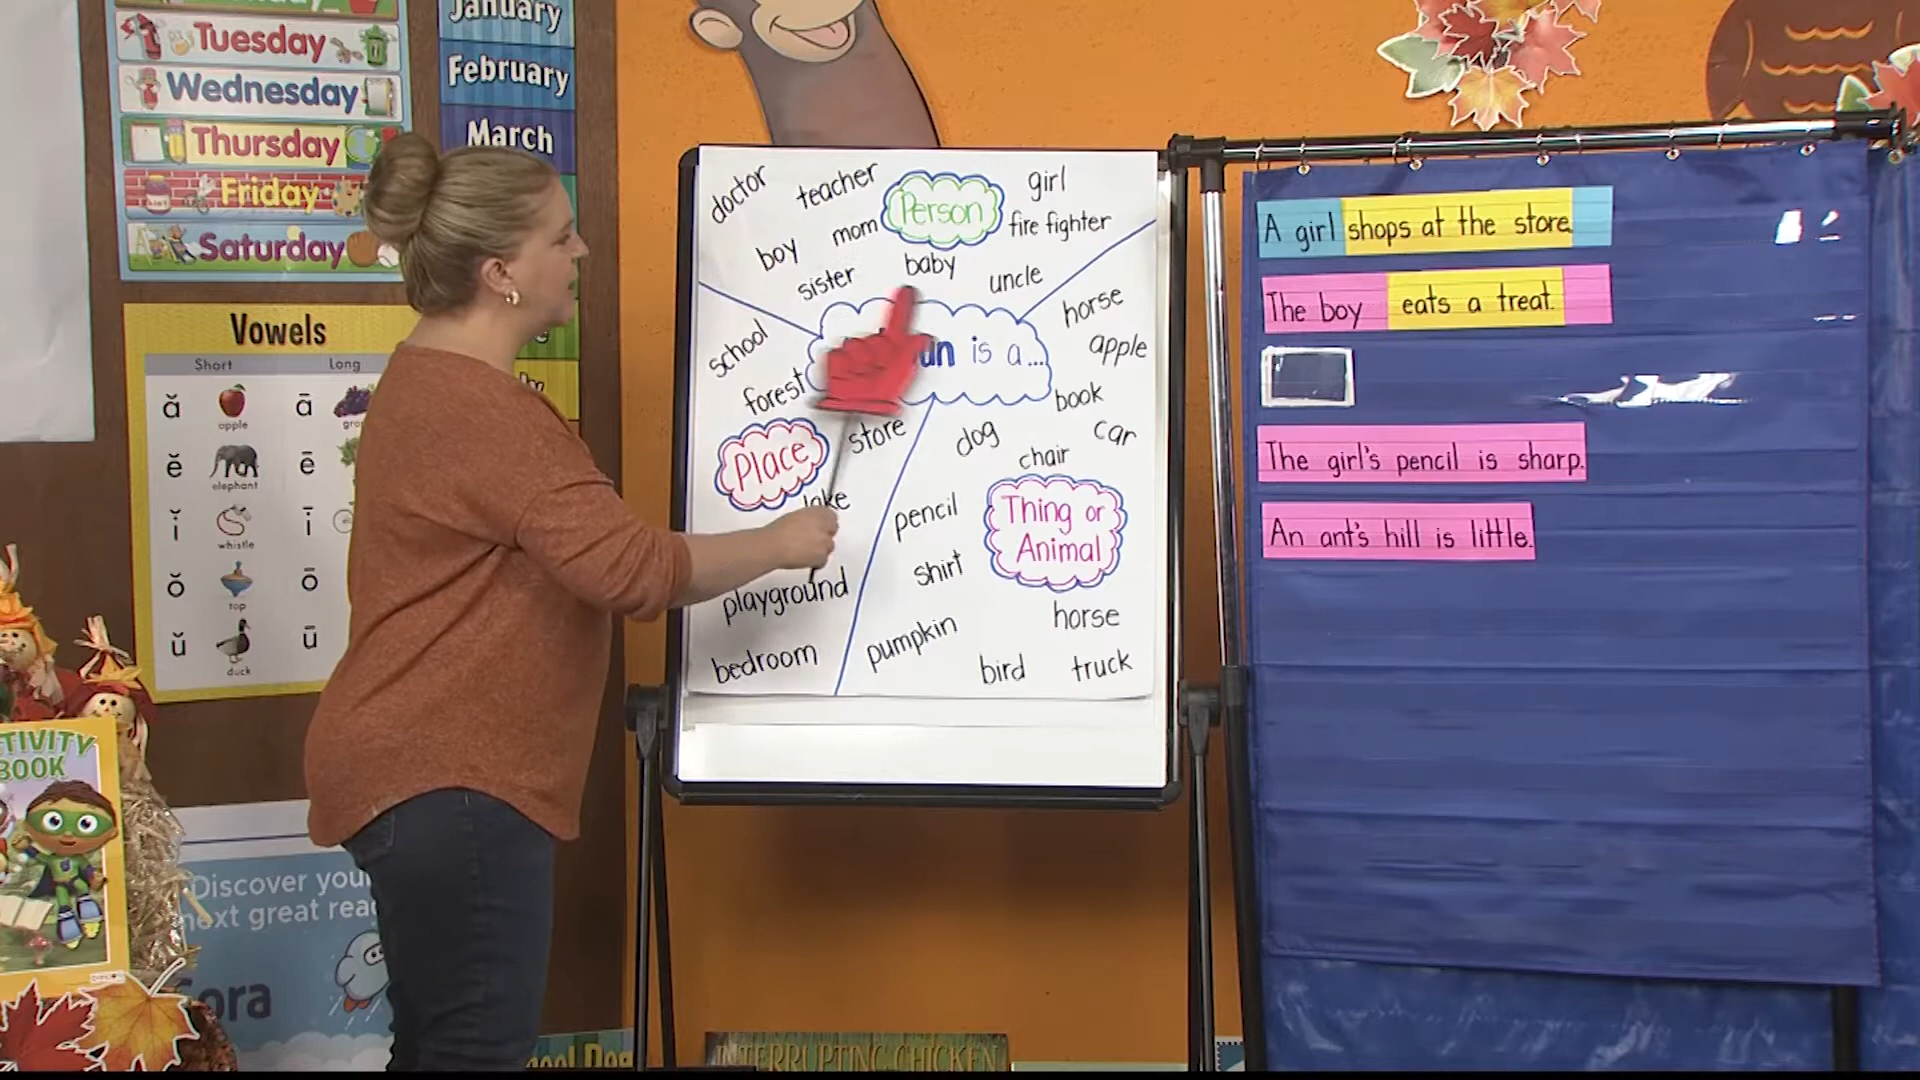 Tuesday
Wednesday
Thursday
Friday
Saturday
January
February
March
Vowels
Short Long
ă ā
apple
ĕ ē
elephant
ĭ ī
whistle
ŏ ō
top
ŭ ū
duck
BOOK
Discover
next great
doctor
teacher
Person
girl
boy
mom
fire fighter
sister
baby
uncle
school
is a...
horse
apple
forest
book
Place
store
dog
car
chair
lake
pencil
Thing or
Animal
playground
shirt
horse
bedroom
pumpkin
bird
truck
A girl shops at the store.
The boy eats a treat.
The girl's pencil is sharp.
An ant's hill is little.
INTERRUPTING CHICKEN